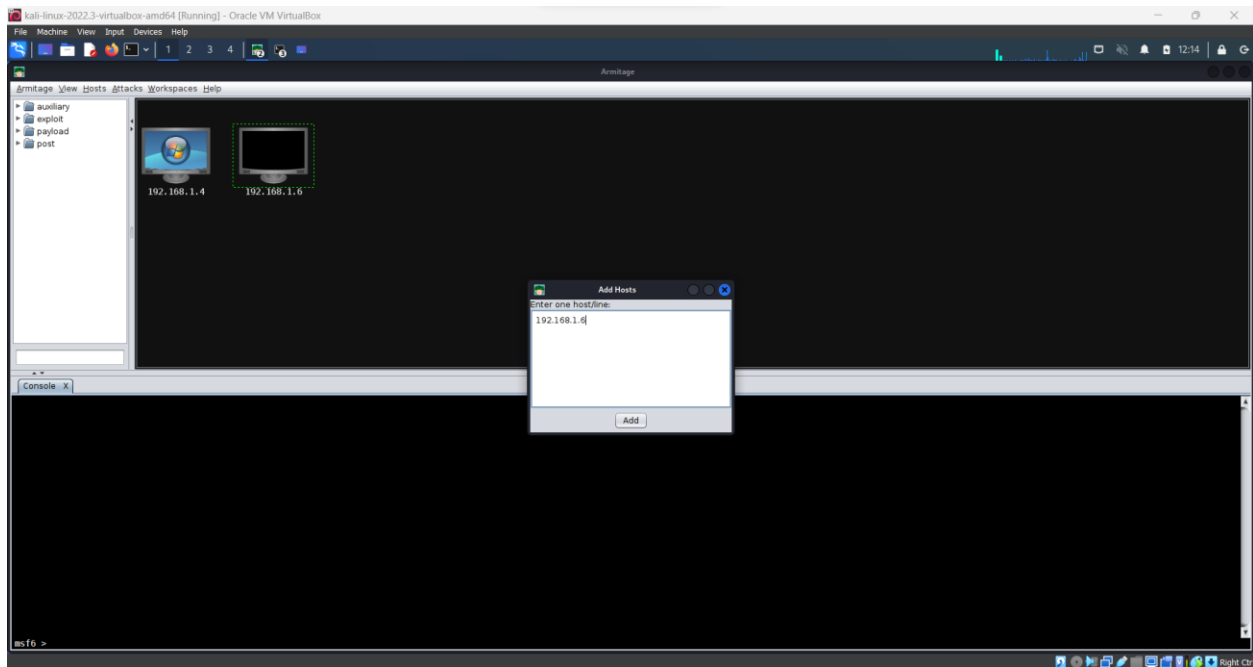 kali-linux-2022.3-virtualbox-amd64 [Running] - Oracle VM VirtualBox
File Machine View Input Devices Help
1 2 3 4
12:14
Armitage
Armitage View Hosts Attacks Workspaces Help
auxiliary
exploit
payload
post
192.168.1.4
192.168.1.6
Add Hosts
Enter one host/line:
192.168.1.6
Add
Console X
msf6 >
Right Ctrl